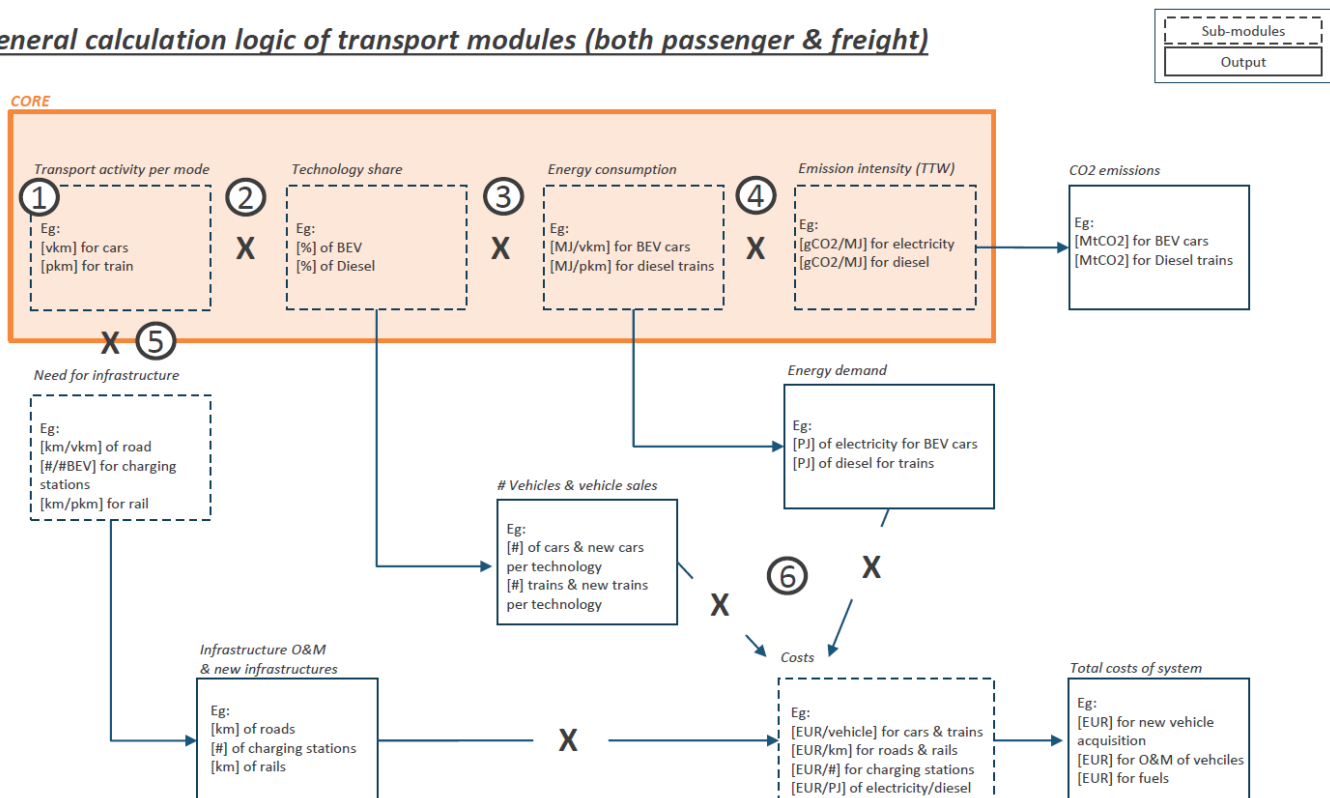 eneral calculation logic of transport modules (both passenger & freight)
Sub-modules
Output
CORE
Transport activity per mode
1
Eg:
[vkm] for cars
[pkm] for train
2
X
Technology share
Eg:
[%] of BEV
[%] of Diesel
3
X
Energy consumption
Eg:
[MJ/vkm] for BEV cars
[MJ/pkm] for diesel trains
4
X
Emission intensity (TTW)
Eg:
[gCO2/MJ] for electricity
[gCO2/MJ] for diesel
CO2 emissions
Eg:
[MtCO2] for BEV cars
[MtCO2] for Diesel trains
X 5
Need for infrastructure
Eg:
[km/vkm] of road
[#/#BEV] for charging
stations
[km/pkm] for rail
Energy demand
Eg:
[PJ] of electricity for BEV cars
[PJ] of diesel for trains
# Vehicles & vehicle sales
Eg:
[#] of cars & new cars
per technology
[#] trains & new trains
per technology
X
6
X
Infrastructure O&M
& new infrastructures
Eg:
[km] of roads
[#] of charging stations
[km] of rails
X
Costs
Eg:
[EUR/vehicle] for cars & trains
[EUR/km] for roads & rails
[EUR/#] for charging stations
[EUR/PJ] of electricity/diesel
Total costs of system
Eg:
[EUR] for new vehicle
acquisition
[EUR] for O&M of vehciles
[EUR] for fuels